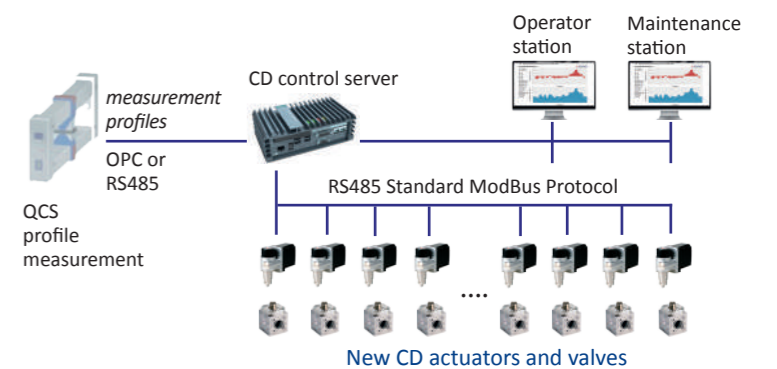 Operator
station
Maintenance
station
CD control server
measurement
profiles
OPC or
RS485
QCS
profile
measurement
RS485 Standard ModBus Protocol
....
New CD actuators and valves